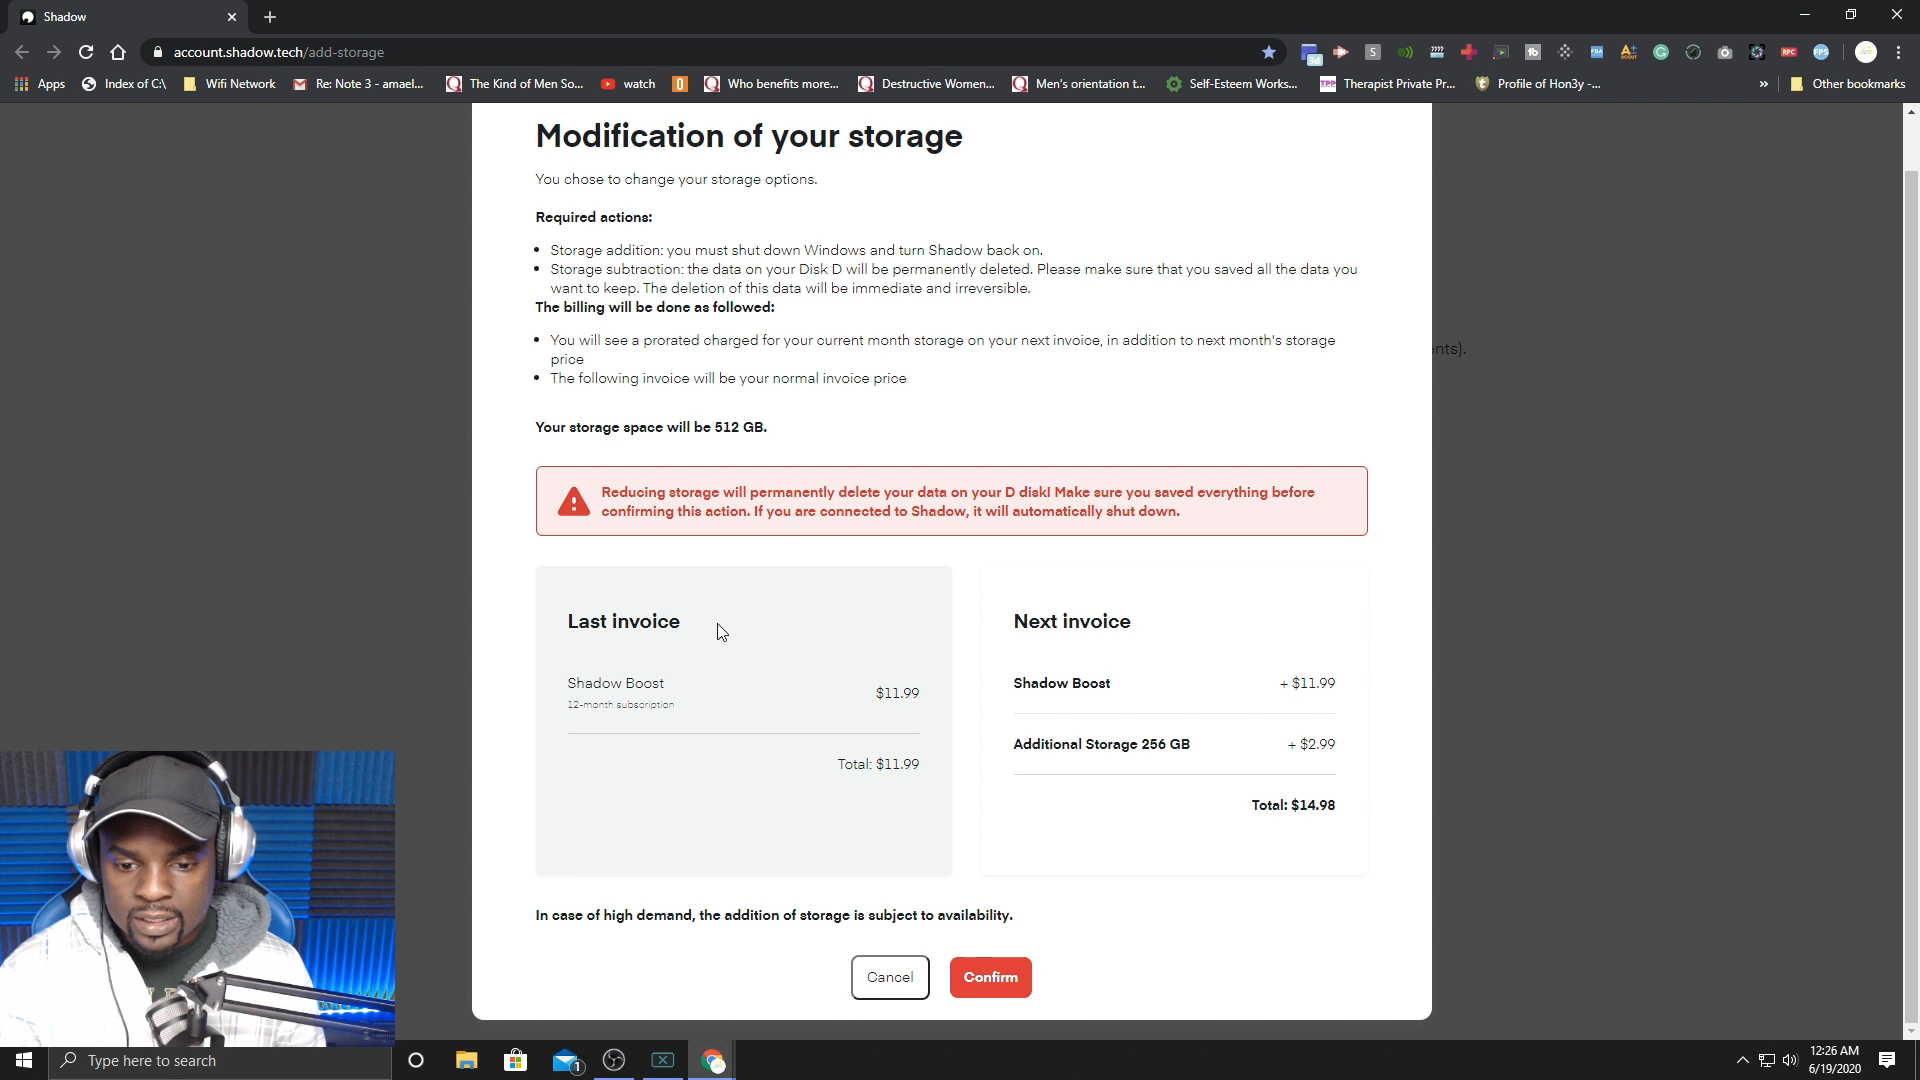 Shadow
account.shadow.tech/add-storage
Apps
Index of C:\
Wifi Network
Re: Note 3 - amael...
The Kind of Men So...
watch
Who benefits more...
Destructive Women...
Men's orientation t...
Self-Esteem Works...
Therapist Private Pr...
Profile of Hon3y -...
»
Other bookmarks
Modification of your storage
You chose to change your storage options.
Required actions:
Storage addition: you must shut down Windows and turn Shadow back on.
Storage subtraction: the data on your Disk D will be permanently deleted. Please make sure that you saved all the data you
want to keep. The deletion of this data will be immediate and irreversible.
The billing will be done as followed:
You will see a prorated charged for your current month storage on your next invoice, in addition to next month's storage
price
nts).
The following invoice will be your normal invoice price
Your storage space will be 512 GB.
Reducing storage will permanently delete your data on your D disk! Make sure you saved everything before
confirming this action. If you are connected to Shadow, it will automatically shut down.
Last invoice
Shadow Boost
12-month subscription
$11.99
Total: $11.99
Next invoice
Shadow Boost + $11.99
Additional Storage 256 GB + $2.99
Total: $14.98
In case of high demand, the addition of storage is subject to availability.
Cancel
Confirm
Type here to search
1
12:26 AM
6/19/2020